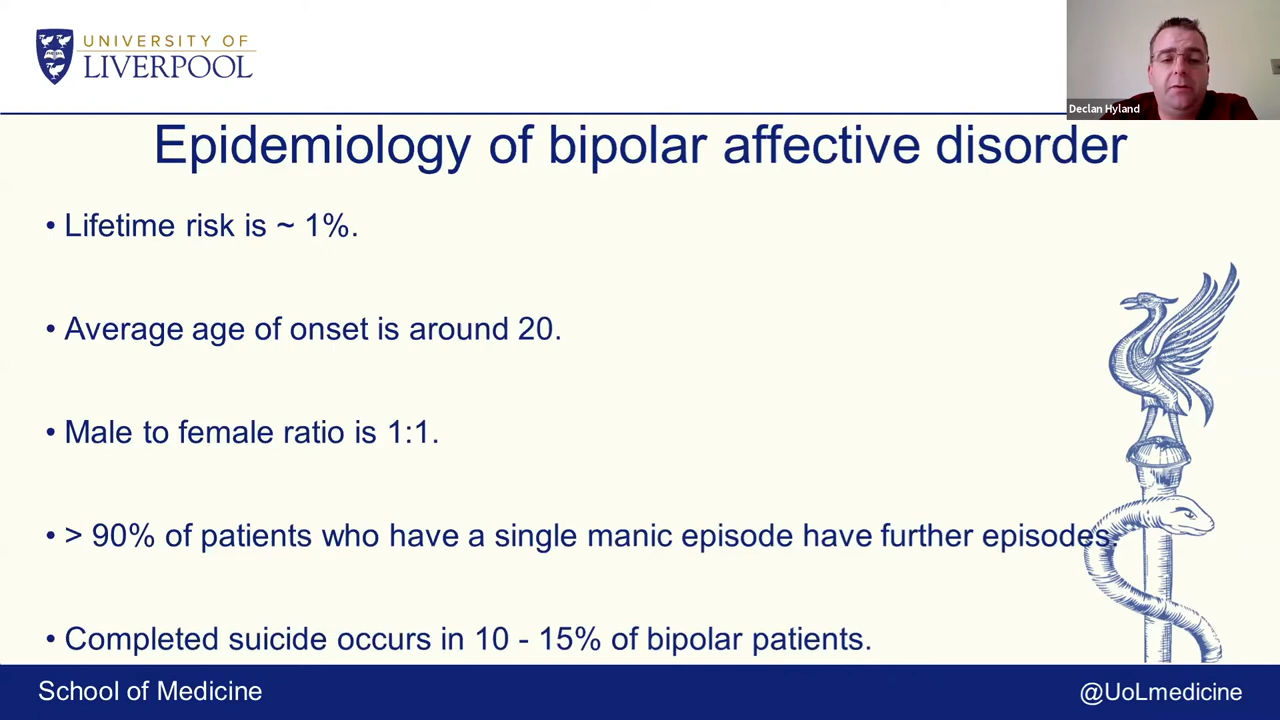 UNIVERSITY OF
LIVERPOOL
Declan Hyland
Epidemiology of bipolar affective disorder
• Lifetime risk is ~ 1%.
• Average age of onset is around 20.
• Male to female ratio is 1:1.
• > 90% of patients who have a single manic episode have further episodes.
• Completed suicide occurs in 10 - 15% of bipolar patients.
School of Medicine
@UoLmedicine